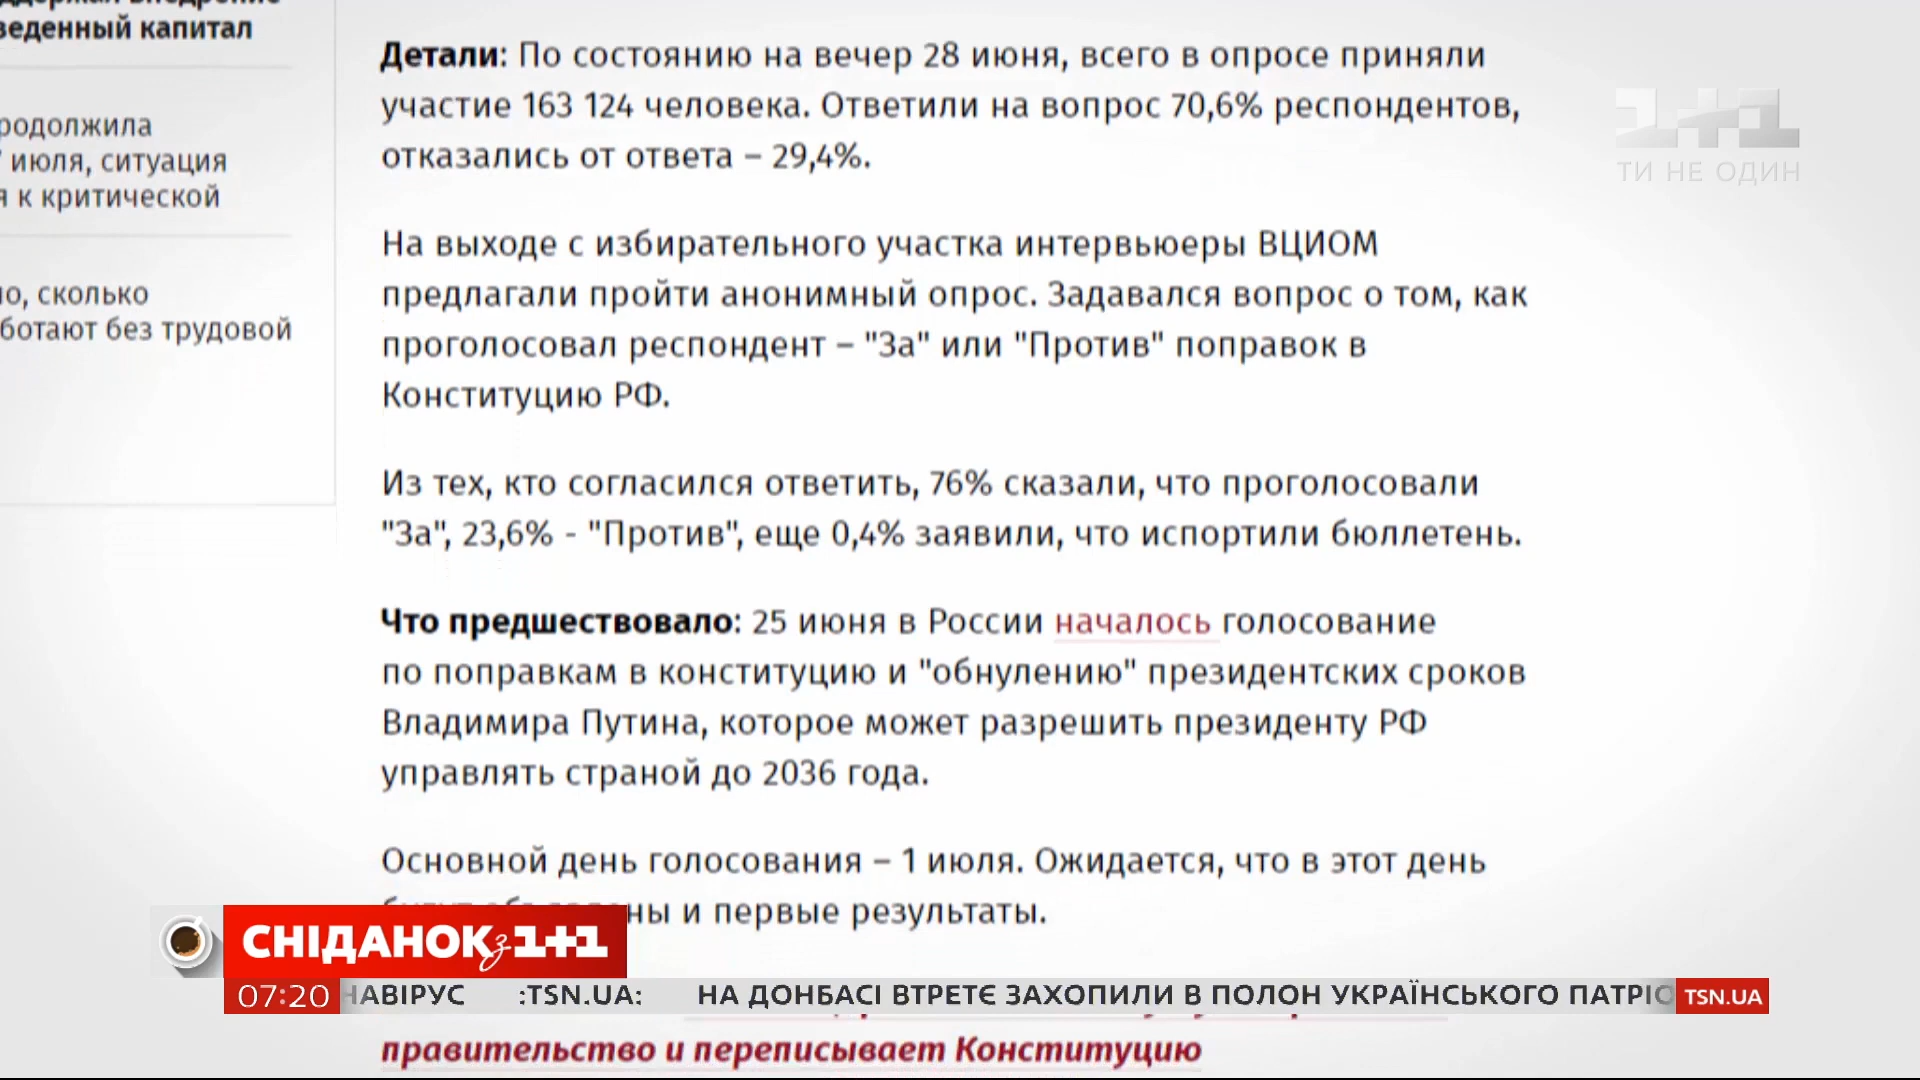 веденный капитал
родолжила
июля, ситуация
я к критической
но, сколько
ботают без трудовой
Детали: По состоянию на вечер 28 июня, всего в опросе приняли
участие 163 124 человека. Ответили на вопрос 70,6% респондентов,
отказались от ответа – 29,4%.
На выходе с избирательного участка интервьюеры ВЦИОМ
предлагали пройти анонимный опрос. Задавался вопрос о том, как
проголосовал респондент – "За" или "Против" поправок в
Конституцию РФ.
Из тех, кто согласился ответить, 76% сказали, что проголосовали
"За", 23,6% - "Против", еще 0,4% заявили, что испортили бюллетень.
Что предшествовало: 25 июня в России началось голосование
по поправкам в конституцию и "обнулению" президентских сроков
Владимира Путина, которое может разрешить президенту РФ
управлять страной до 2036 года.
Основной день голосования – 1 июля. Ожидается, что в этот день
ны и первые результаты.
правительство и переписывает Конституцию
1+1
ТИ НЕ ОДИН
СНІДАНОК з 1+1
07:20 НАВІРУС :TSN.UA: НА ДОНБАСІ ВТРЕТЄ ЗАХОПИЛИ В ПОЛОН УКРАЇНСЬКОГО ПАТРІО TSN.UA